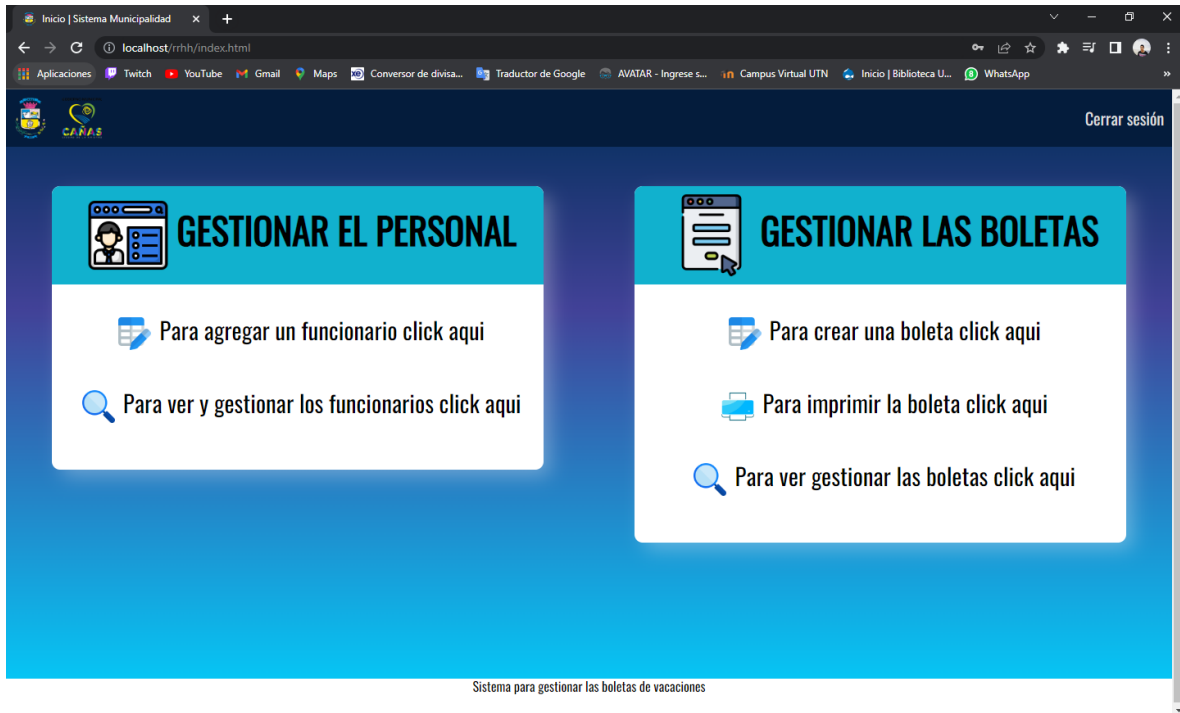 Inicio | Sistema Municipalidad
localhost/rrhh/index.html
Aplicaciones Twitch YouTube Gmail Maps Conversor de divisa... Traductor de Google AVATAR - Ingrese s... Campus Virtual UTN Inicio | Biblioteca U... WhatsApp
CAÑAS
Cerrar sesión
GESTIONAR EL PERSONAL
Para agregar un funcionario click aqui
Para ver y gestionar los funcionarios click aqui
GESTIONAR LAS BOLETAS
Para crear una boleta click aqui
Para imprimir la boleta click aqui
Para ver gestionar las boletas click aqui
Sistema para gestionar las boletas de vacaciones